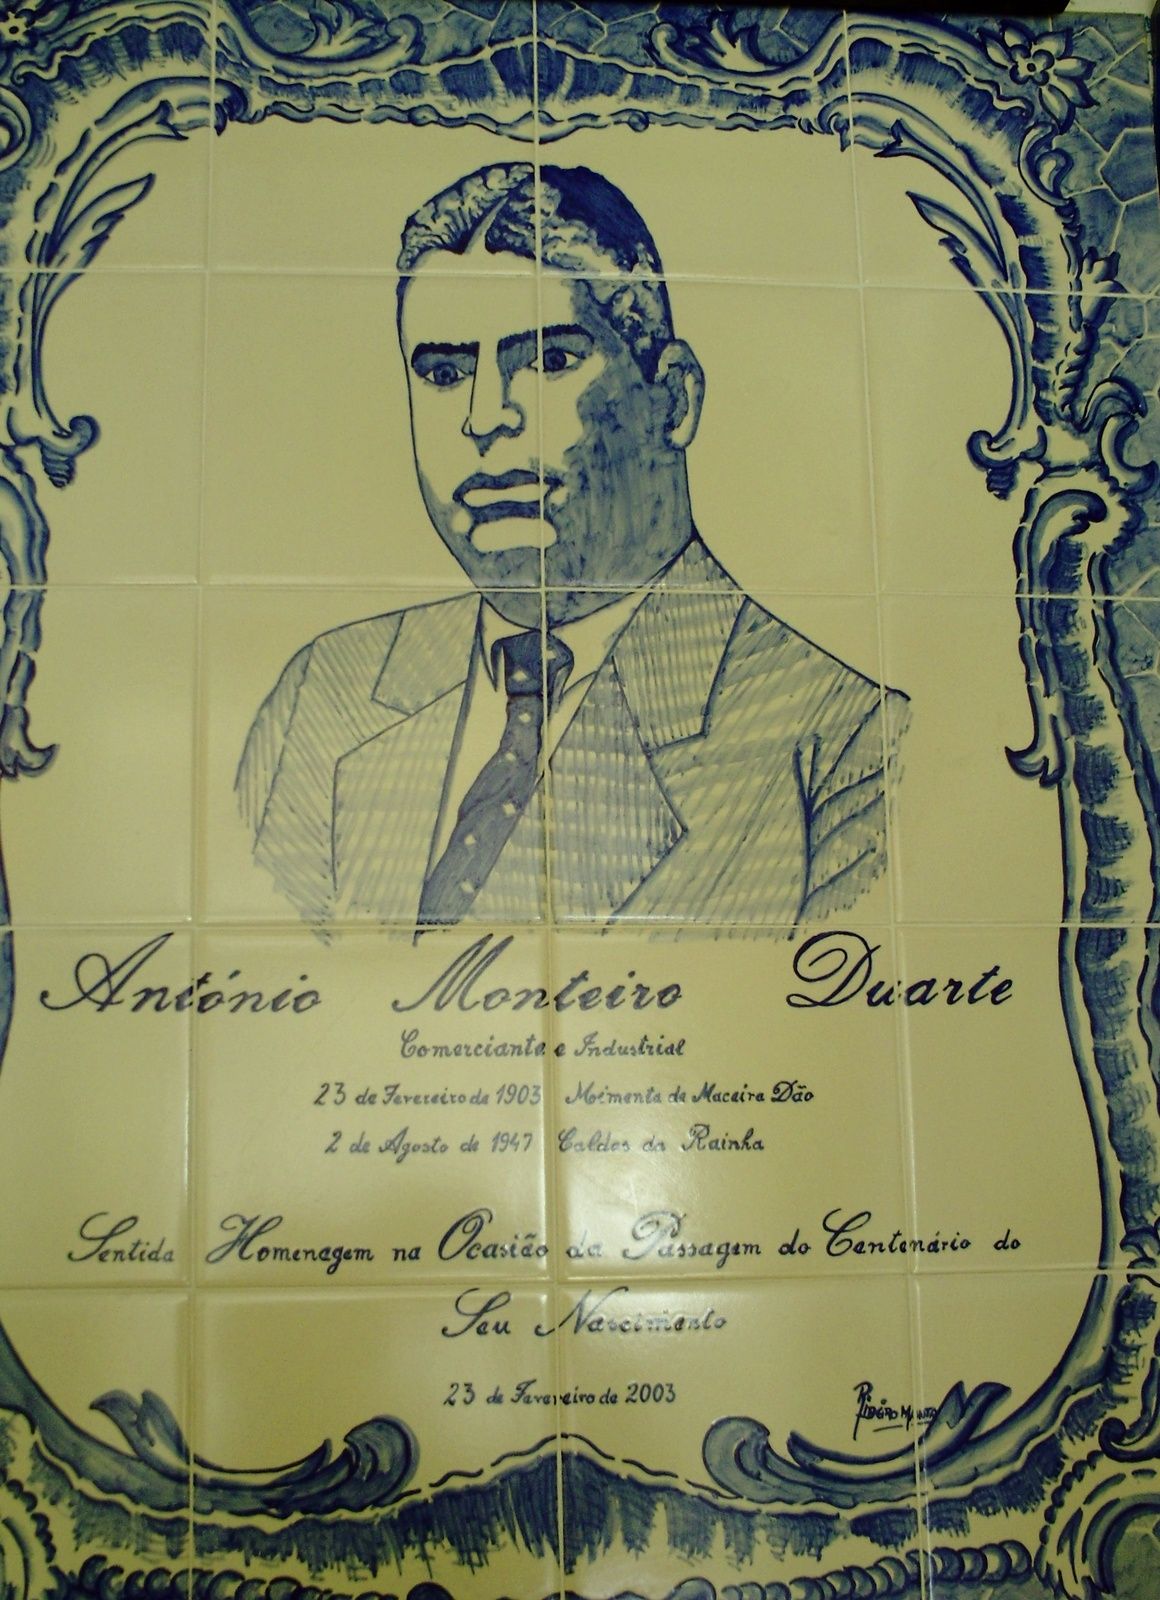 António Monteiro Duarte
Comerciante e Industrial
23 de Fevereiro de 1903 Moimenta de Maceira Dão
2 de Agosto de 1947 Caldas da Rainha
Sentida Homenagem na Ocasião da Passagem do Centenário do
Seu Nascimento
23 de Fevereiro de 2003